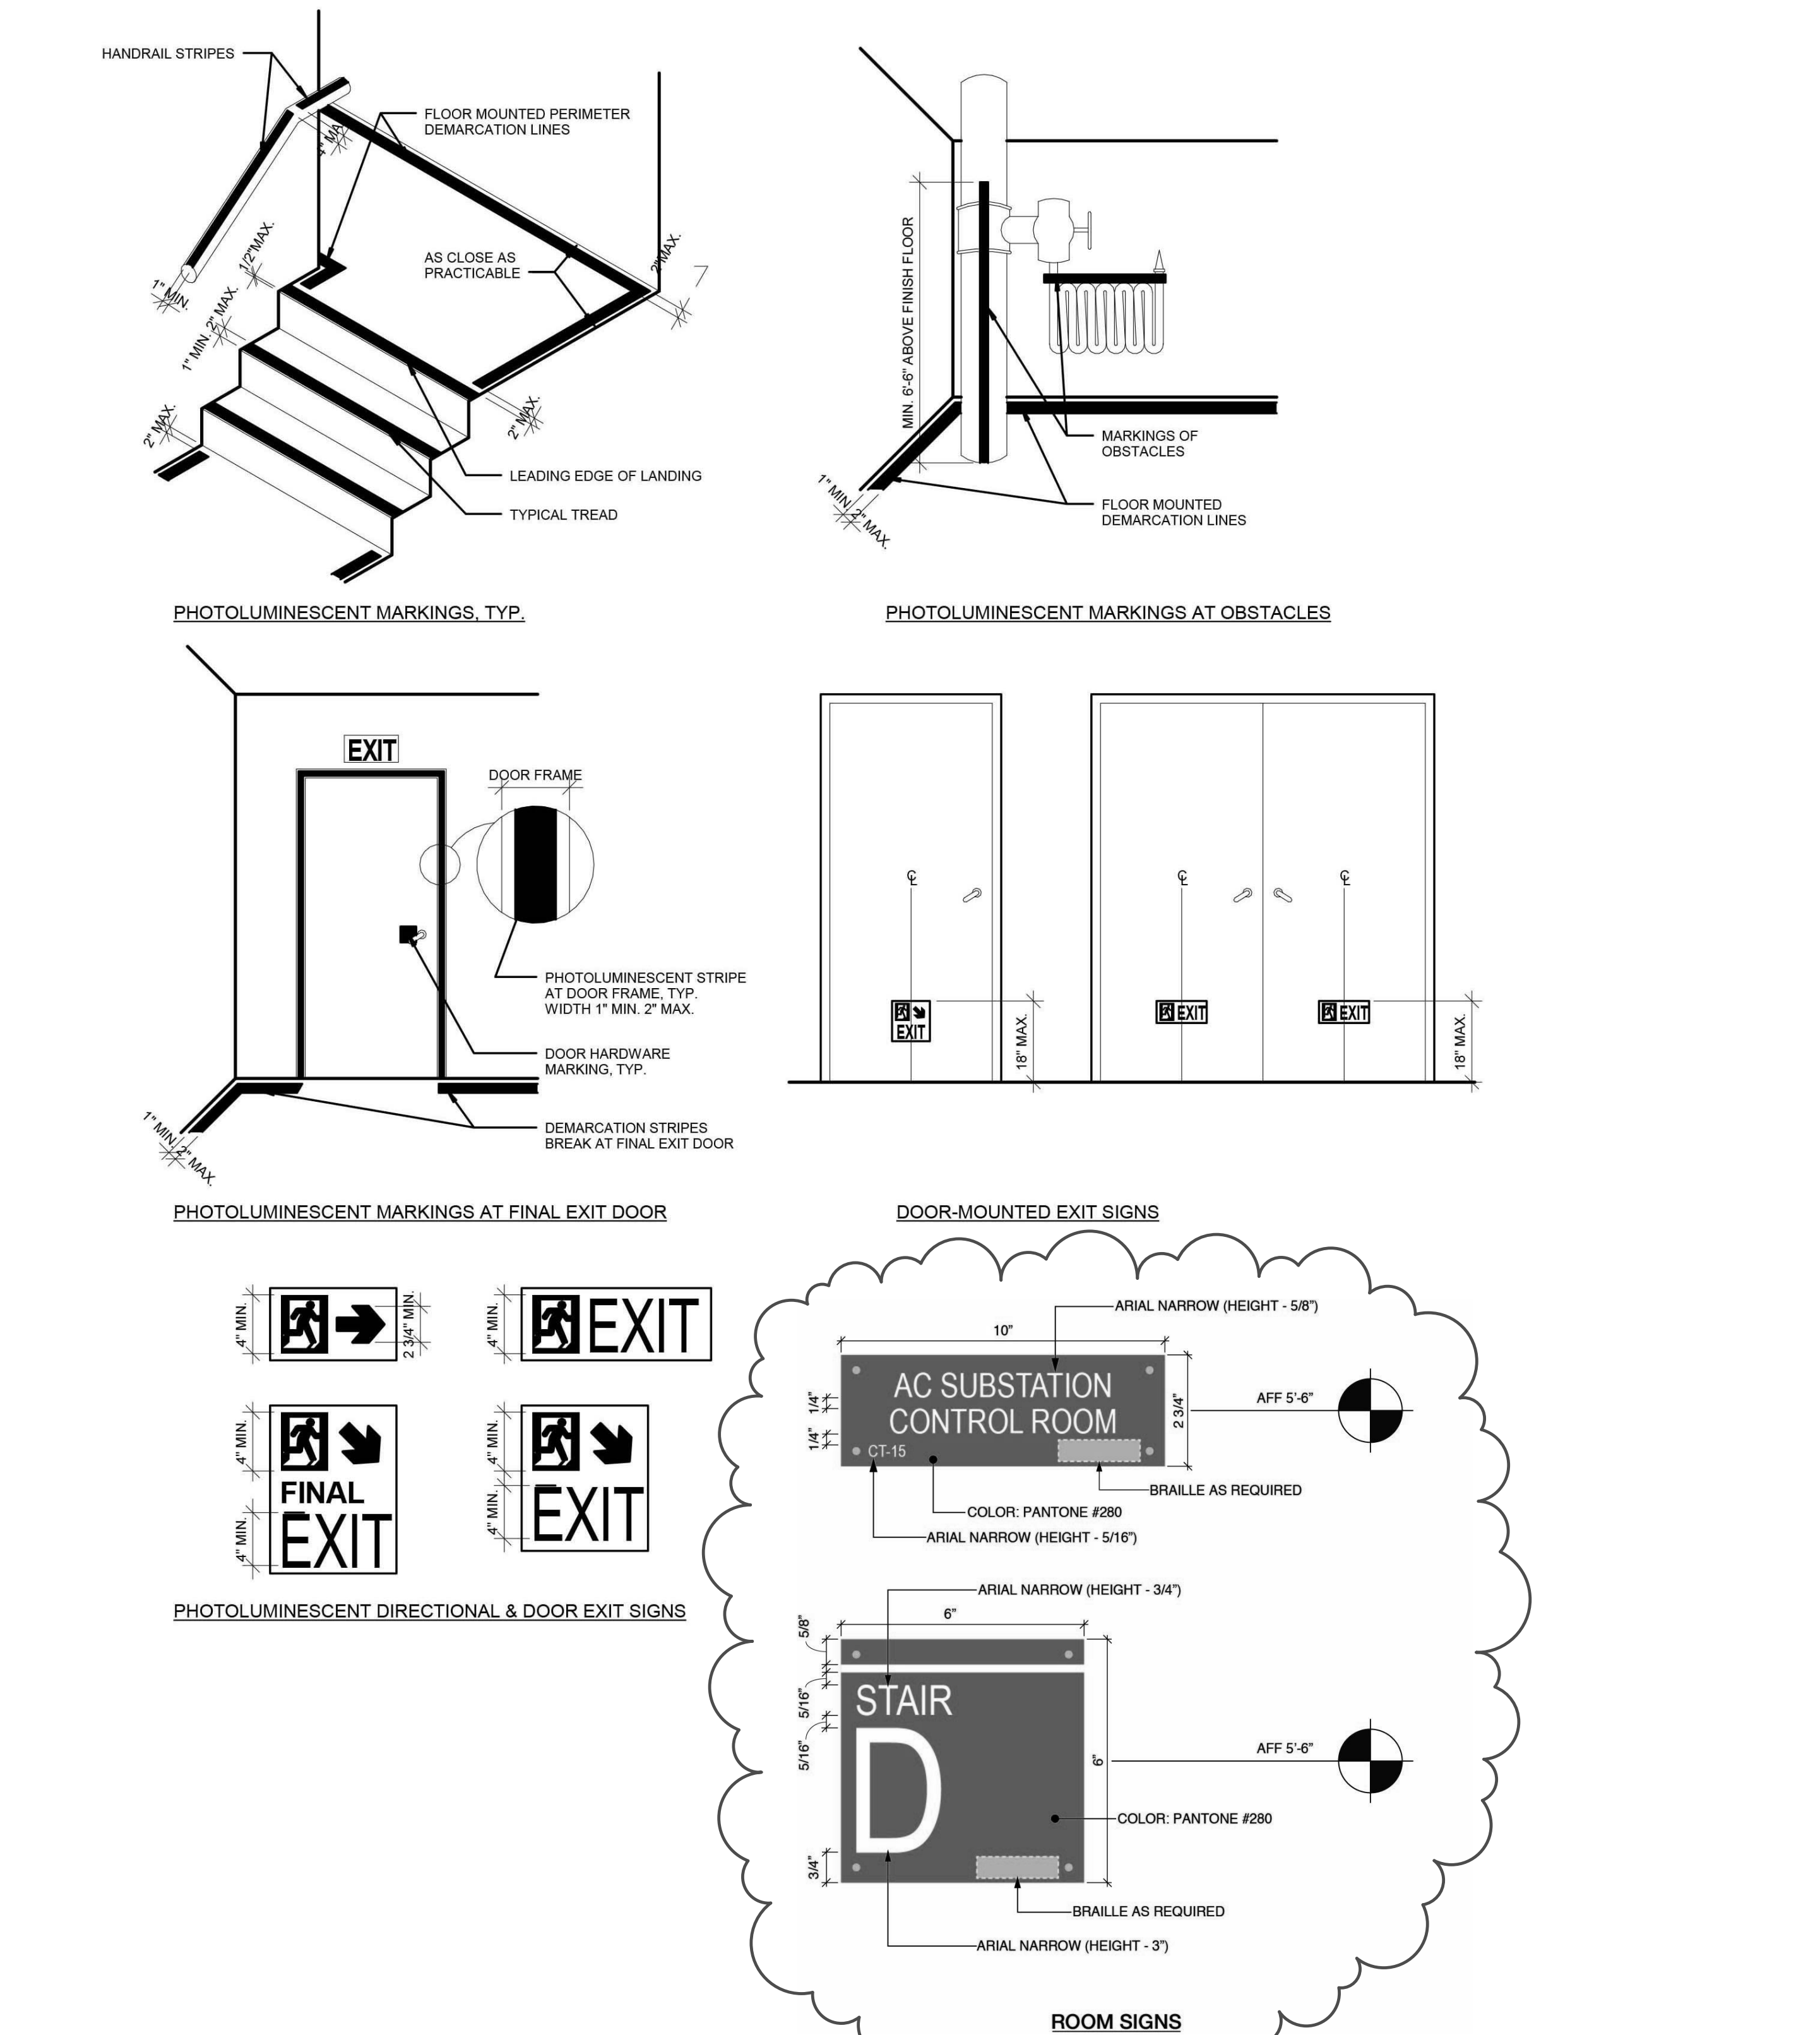 HANDRAIL STRIPES
FLOOR MOUNTED PERIMETER
DEMARCATION LINES
4" MA
1/2"MAX.
AS CLOSE AS
PRACTICABLE
2"MAX.
1" MIN.
1" MIN. 2" MAX.
2" MAX.
2" MAX.
LEADING EDGE OF LANDING
TYPICAL TREAD
PHOTOLUMINESCENT MARKINGS, TYP.
MIN. 6'-6" ABOVE FINISH FLOOR
MARKINGS OF
OBSTACLES
1" MIN. 2" MAX.
FLOOR MOUNTED
DEMARCATION LINES
PHOTOLUMINESCENT MARKINGS AT OBSTACLES
EXIT
DOOR FRAME
PHOTOLUMINESCENT STRIPE
AT DOOR FRAME, TYP.
WIDTH 1" MIN. 2" MAX.
DOOR HARDWARE
MARKING, TYP.
DEMARCATION STRIPES
BREAK AT FINAL EXIT DOOR
1" MIN. 2" MAX.
PHOTOLUMINESCENT MARKINGS AT FINAL EXIT DOOR
℄
℄
℄
EXIT
EXIT
EXIT
18" MAX.
18" MAX.
DOOR-MOUNTED EXIT SIGNS
4" MIN.
2 3/4" MIN.
4" MIN.
EXIT
4" MIN.
FINAL
EXIT
4" MIN.
4" MIN.
EXIT
4" MIN.
PHOTOLUMINESCENT DIRECTIONAL & DOOR EXIT SIGNS
ARIAL NARROW (HEIGHT - 5/8”)
10”
AC SUBSTATION
CONTROL ROOM
CT-15
1/4”
1/4”
2 3/4”
AFF 5’-6”
BRAILLE AS REQUIRED
COLOR: PANTONE #280
ARIAL NARROW (HEIGHT - 5/16”)
ARIAL NARROW (HEIGHT - 3/4”)
6”
5/8”
5/16”
5/16”
STAIR
D
6”
AFF 5’-6”
COLOR: PANTONE #280
3/4”
BRAILLE AS REQUIRED
ARIAL NARROW (HEIGHT - 3”)
ROOM SIGNS